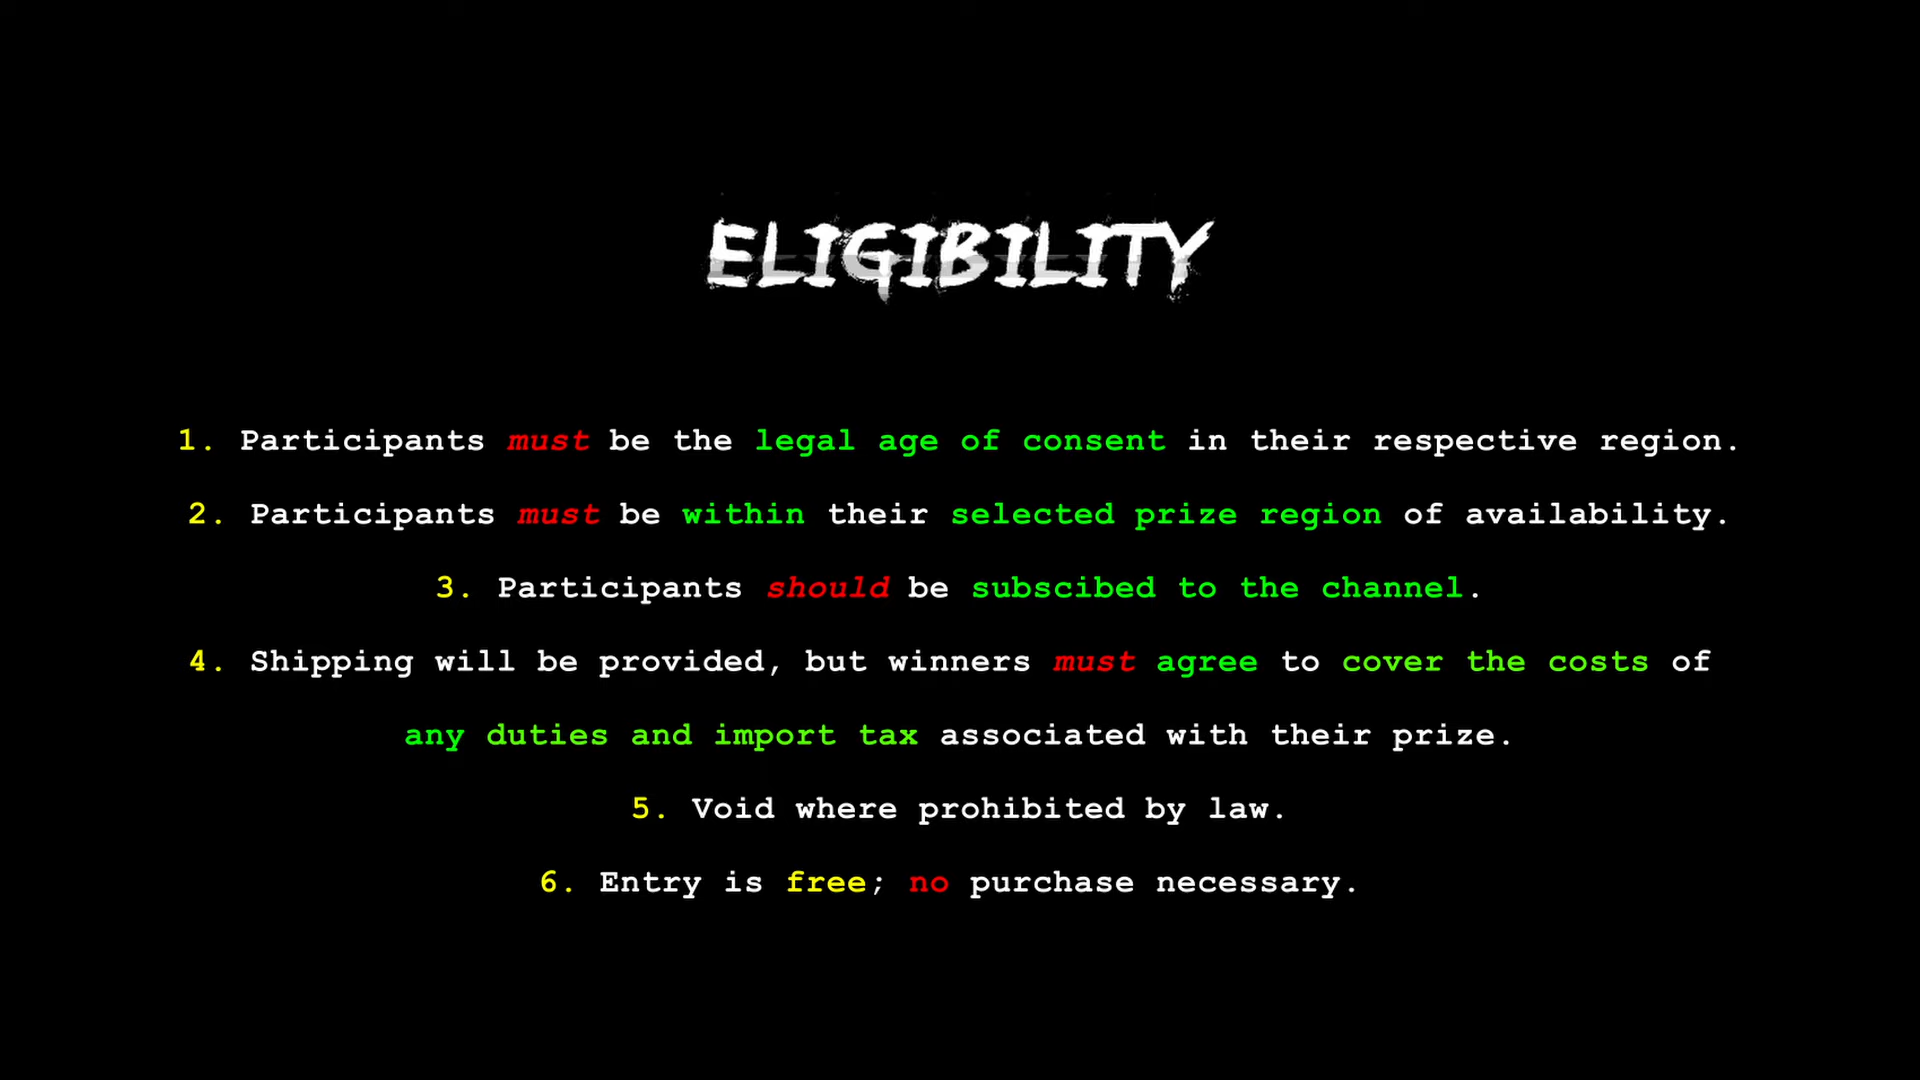 ELIGIBILITY
1. Participants must be the legal age of consent in their respective region.
2. Participants must be within their selected prize region of availability.
3. Participants should be subscibed to the channel.
4. Shipping will be provided, but winners must agree to cover the costs of
any duties and import tax associated with their prize.
5. Void where prohibited by law.
6. Entry is free; no purchase necessary.